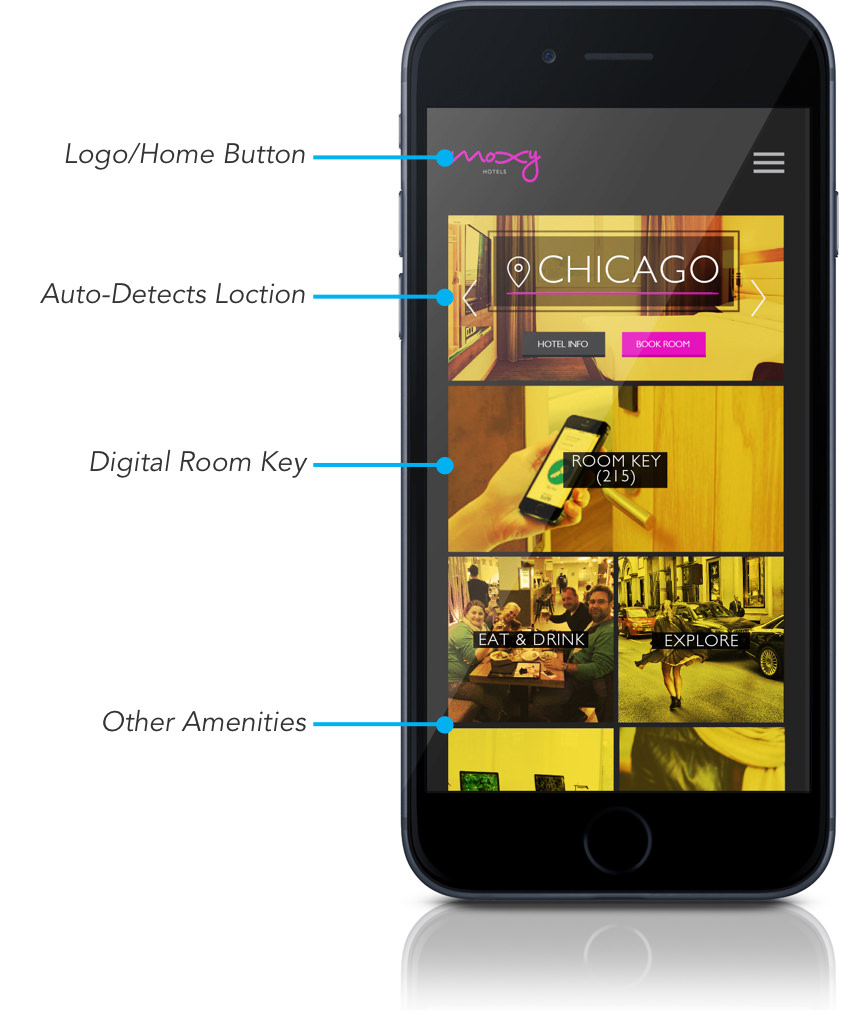 Logo/Home Button
moxy
HOTELS
Auto-Detects Loction
CHICAGO
HOTEL INFO
BOOK ROOM
Digital Room Key
ROOM KEY
(215)
EAT & DRINK
EXPLORE
Other Amenities